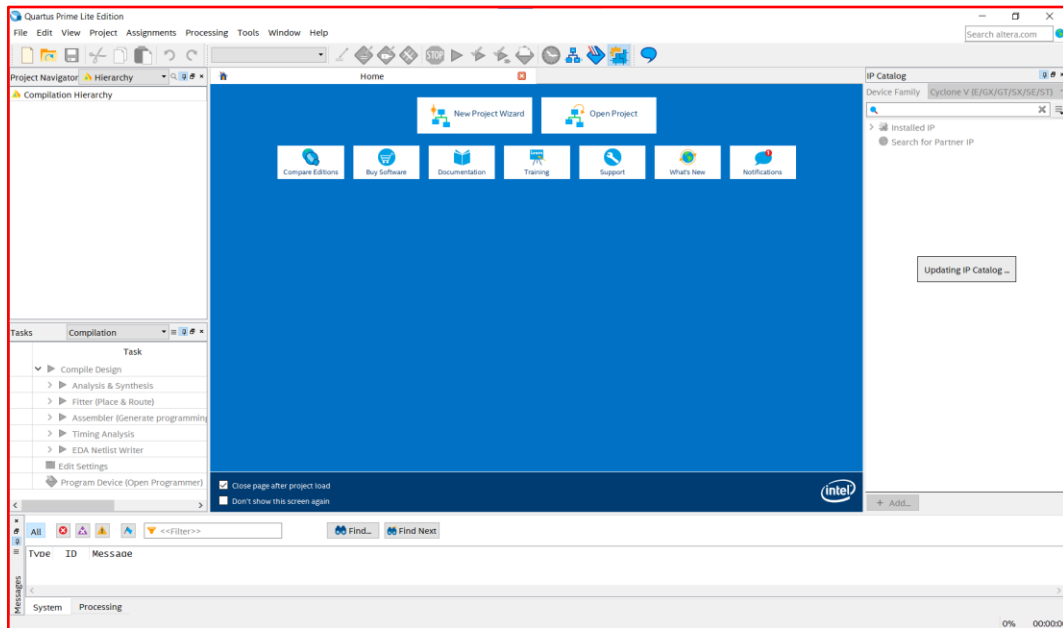 Quartus Prime Lite Edition
File Edit View Project Assignments Processing Tools Window Help
Search altera.com
STOP
Project Navigator Hierarchy
Compilation Hierarchy
Home
New Project Wizard
Open Project
Compare Editions
Buy Software
Documentation
Training
Support
What's New
Notifications
Close page after project load
Don't show this screen again
intel
IP Catalog
Device Family Cyclone V (E/GX/GT/SX/SE/ST)
Installed IP
Search for Partner IP
Updating IP Catalog ...
+ Add...
Tasks Compilation
Task
Compile Design
Analysis & Synthesis
Fitter (Place & Route)
Assembler (Generate programming
Timing Analysis
EDA Netlist Writer
Edit Settings
Program Device (Open Programmer)
All <<Filter>> Find... Find Next
Type ID Message
Messages
System Processing
0% 00:00:0